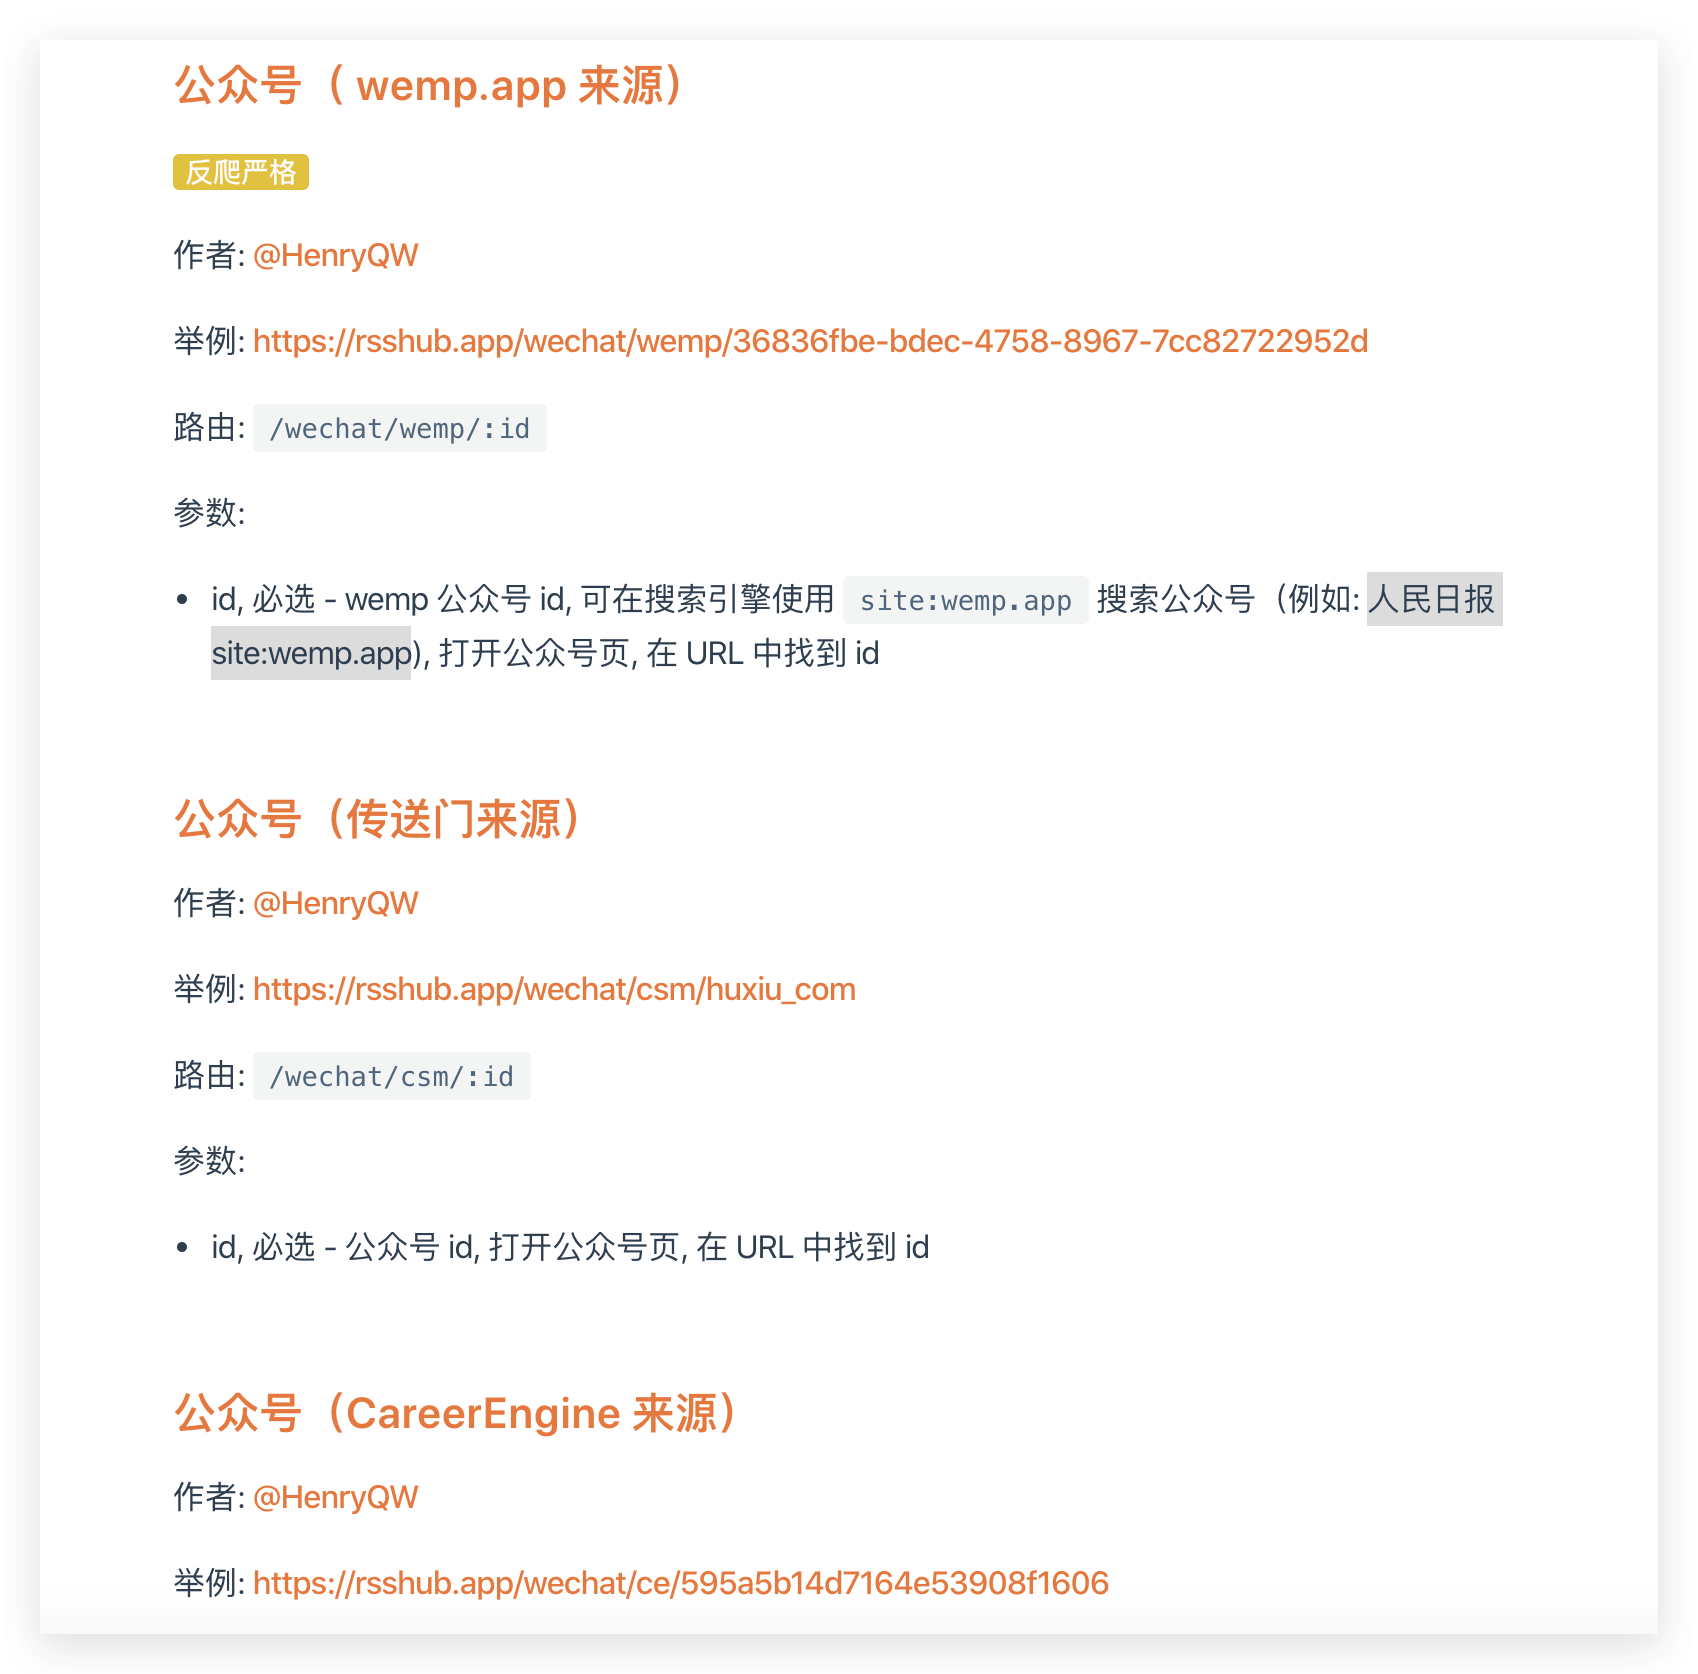 公众号（ wemp.app 来源）
反爬严格
作者: @HenryQW
举例: https://rsshub.app/wechat/wemp/36836fbe-bdec-4758-8967-7cc82722952d
路由: /wechat/wemp/:id
参数:
• id, 必选 - wemp 公众号 id, 可在搜索引擎使用 site:wemp.app 搜索公众号（例如: 人民日报
site:wemp.app), 打开公众号页, 在 URL 中找到 id
公众号（传送门来源）
作者: @HenryQW
举例: https://rsshub.app/wechat/csm/huxiu_com
路由: /wechat/csm/:id
参数:
• id, 必选 - 公众号 id, 打开公众号页, 在 URL 中找到 id
公众号（CareerEngine 来源）
作者: @HenryQW
举例: https://rsshub.app/wechat/ce/595a5b14d7164e53908f1606